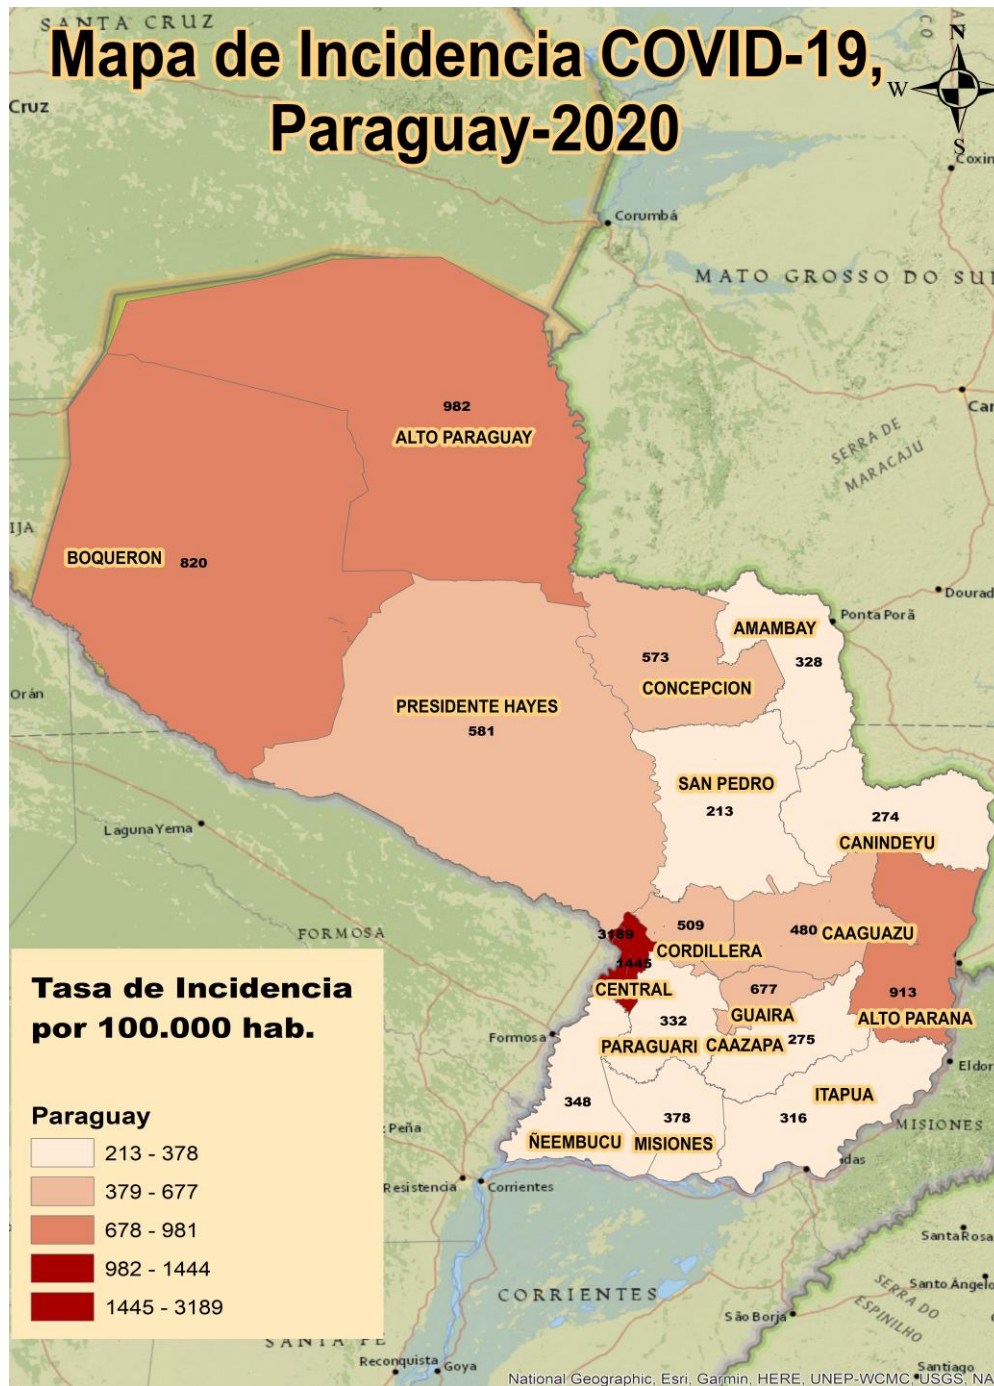 SANTA CRUZ
Mapa de Incidencia COVID-19,
Paraguay-2020
N
W
S
Cruz
Coxin
Corumbá
MATO GROSSO DO SU
982
ALTO PARAGUAY
Car
SERRA DE
MARACAJU
IJA
BOQUERON
820
Dourad
Ponta Porã
AMAMBAY
328
573
CONCEPCION
Orán
PRESIDENTE HAYES
581
SAN PEDRO
213
274
CANINDEYU
Laguna Yema
FORMOSA
3189
509
480
CAAGUAZU
CORDILLERA
1445
CENTRAL
677
GUAIRA
913
ALTO PARANA
332
PARAGUARI
CAAZAPA
275
Formosa
Eldor
ITAPUA
316
348
378
ÑEEMBUCU
MISIONES
MISIONES
das
Tasa de Incidencia
por 100.000 hab.
Paraguay
213 - 378
379 - 677
678 - 981
982 - 1444
1445 - 3189
Peña
Resistencia
Corrientes
Santa Rosa
CORRIENTES
Santo Ângelo
SERRA DO
ESPINILHO
São Borja
SANTA FE
Reconquista
Goya
Santiago
National Geographic, Esri, Garmin, HERE, UNEP-WCMC, USGS, NA